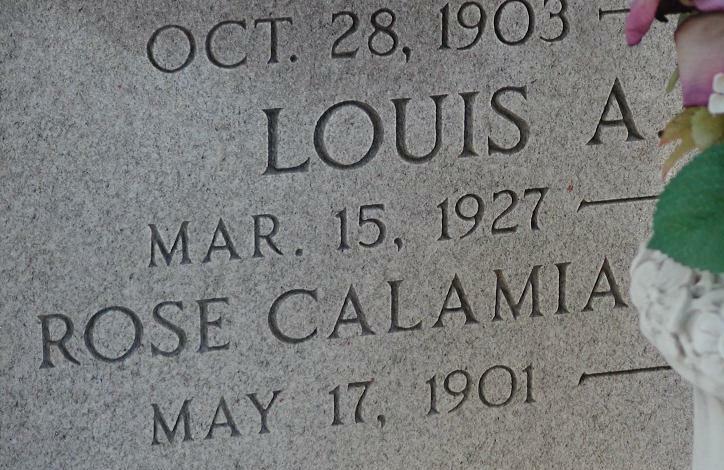 OCT. 28, 1903 —
LOUIS A.
MAR. 15, 1927 —
ROSE CALAMIA
MAY 17, 1901 —